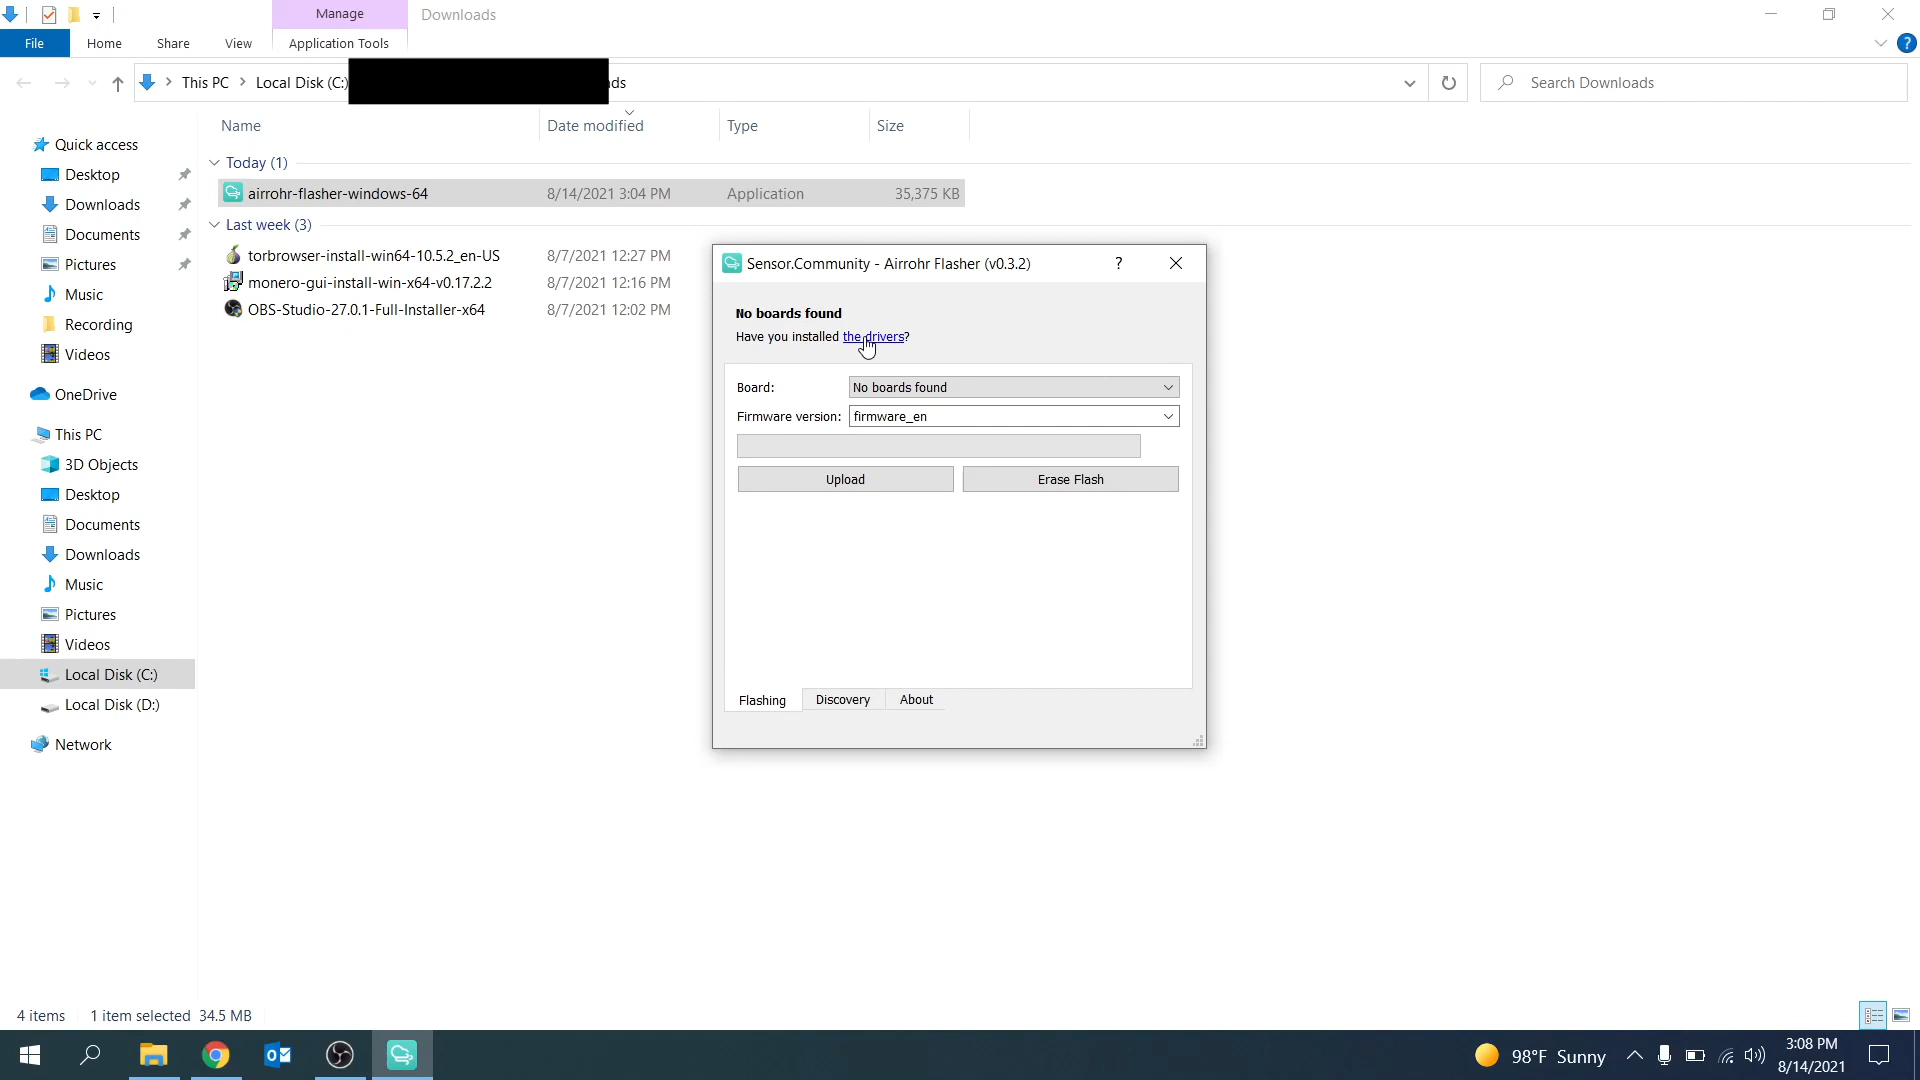 Manage
Downloads
File
Home
Share
View
Application Tools
This PC
Local Disk (C:)
Search Downloads
Name
Date modified
Type
Size
Today (1)
airrohr-flasher-windows-64
8/14/2021 3:04 PM
Application
35,375 KB
Last week (3)
torbrowser-install-win64-10.5.2_en-US
8/7/2021 12:27 PM
monero-gui-install-win-x64-v0.17.2.2
8/7/2021 12:16 PM
OBS-Studio-27.0.1-Full-Installer-x64
8/7/2021 12:02 PM
Quick access
Desktop
Downloads
Documents
Pictures
Music
Recording
Videos
OneDrive
This PC
3D Objects
Desktop
Documents
Downloads
Music
Pictures
Videos
Local Disk (C:)
Local Disk (D:)
Network
Sensor.Community - Airrohr Flasher (v0.3.2)
?
No boards found
Have you installed the drivers?
Board:
No boards found
Firmware version:
firmware_en
Upload
Erase Flash
Flashing
Discovery
About
4 items
1 item selected 34.5 MB
98°F Sunny
3:08 PM
8/14/2021